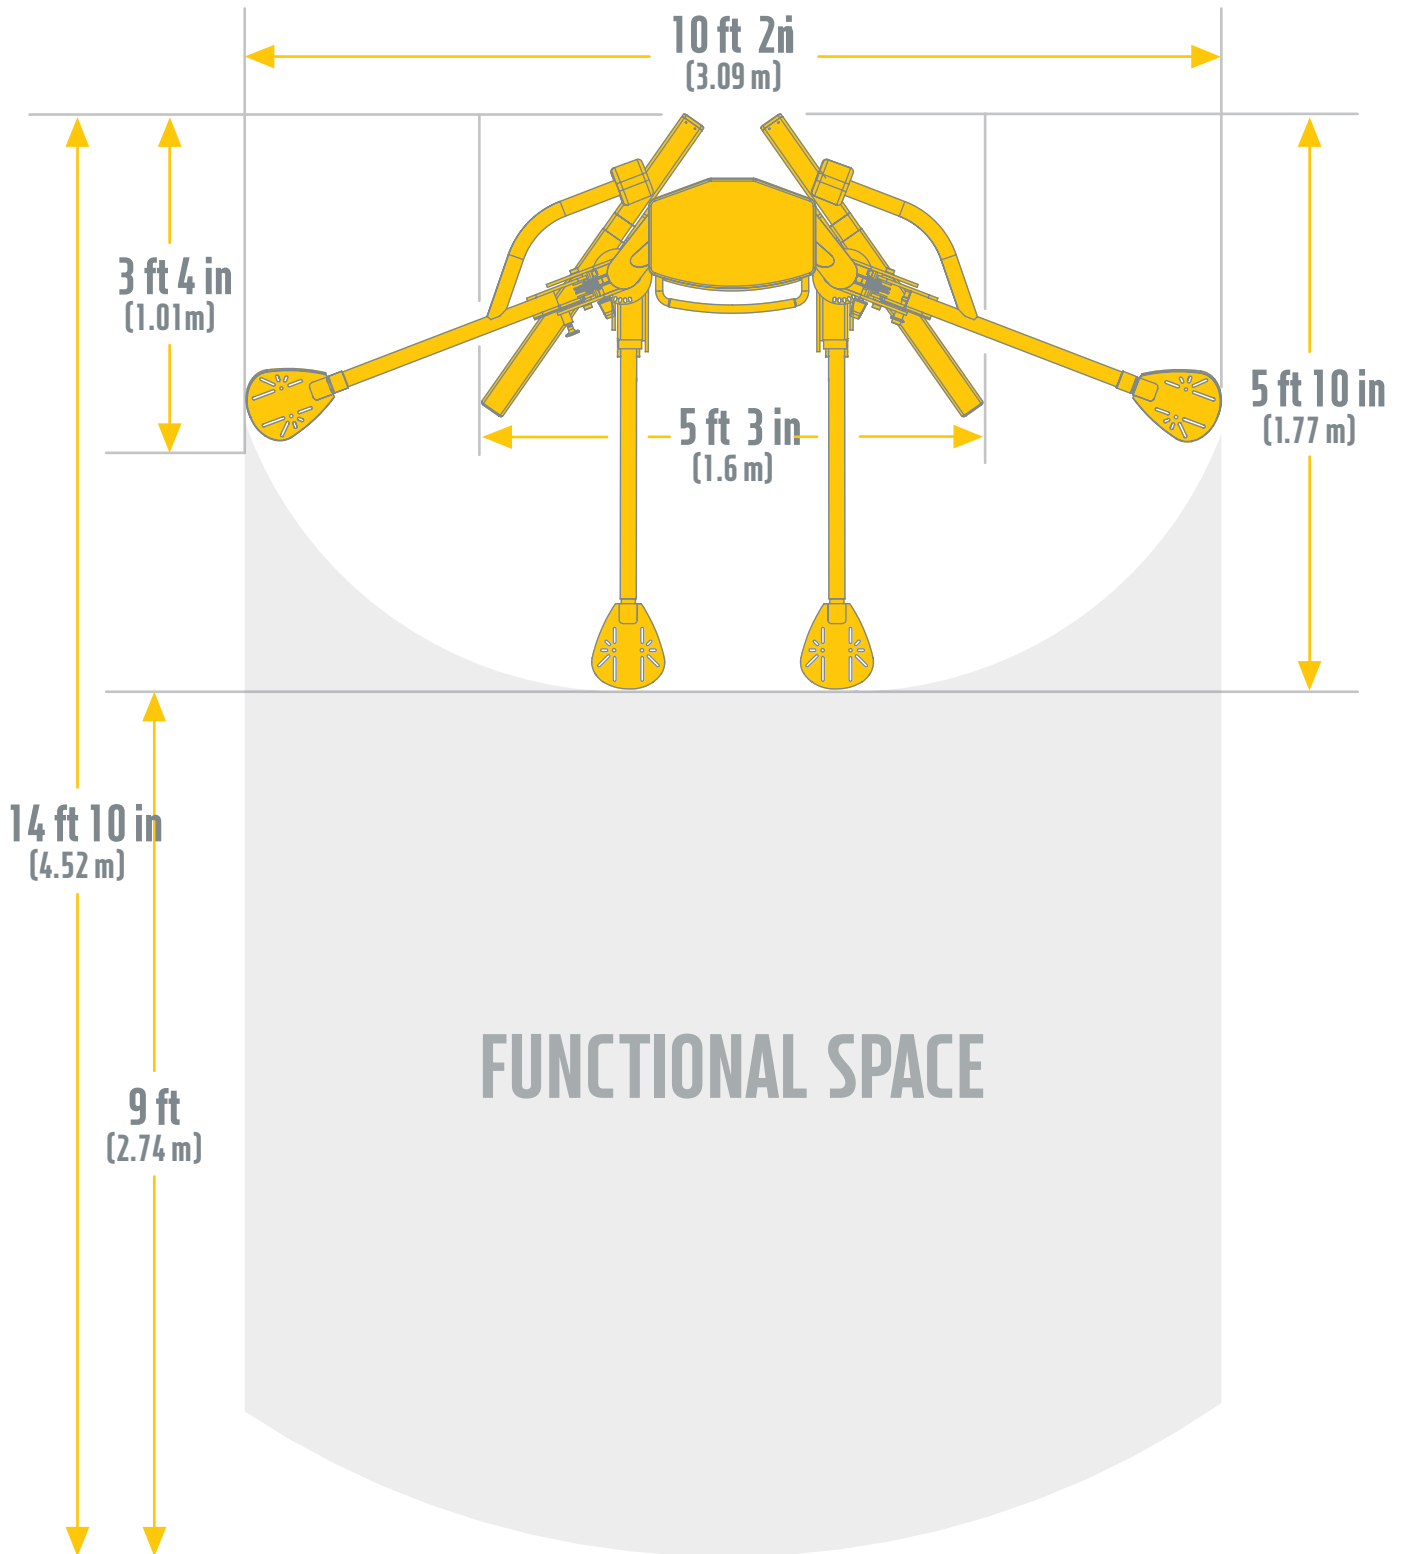 10 ft 2in
(3.09 m)
3 ft 4 in
(1.01m)
5 ft 10 in
(1.77 m)
5 ft 3 in
(1.6 m)
14 ft 10 in
(4.52 m)
FUNCTIONAL SPACE
9 ft
(2.74 m)